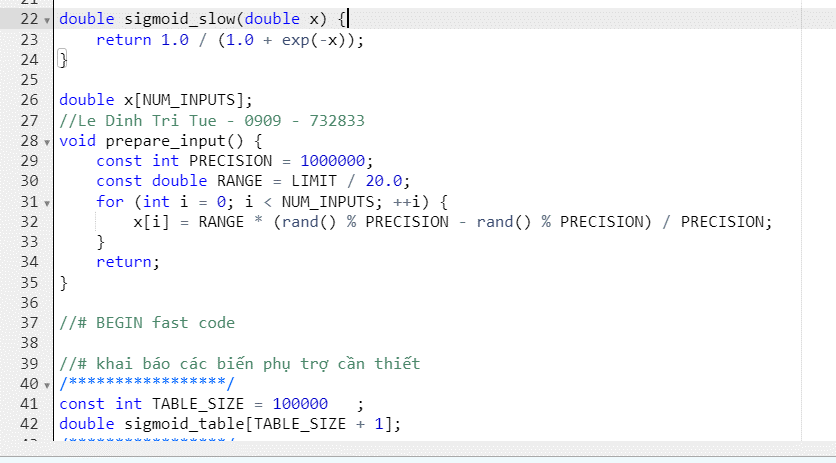 22 double sigmoid_slow(double x) {
23     return 1.0 / (1.0 + exp(-x));
24 }
25
26 double x[NUM_INPUTS];
27 //Le Dinh Tri Tue - 0909 - 732833
28 void prepare_input() {
29     const int PRECISION = 1000000;
30     const double RANGE = LIMIT / 20.0;
31     for (int i = 0; i < NUM_INPUTS; ++i) {
32         x[i] = RANGE * (rand() % PRECISION - rand() % PRECISION) / PRECISION;
33     }
34     return;
35 }
36
37 //# BEGIN fast code
38
39 //# khai báo các biến phụ trợ cần thiết
40 /*****************/
41 const int TABLE_SIZE = 100000   ;
42 double sigmoid_table[TABLE_SIZE + 1];